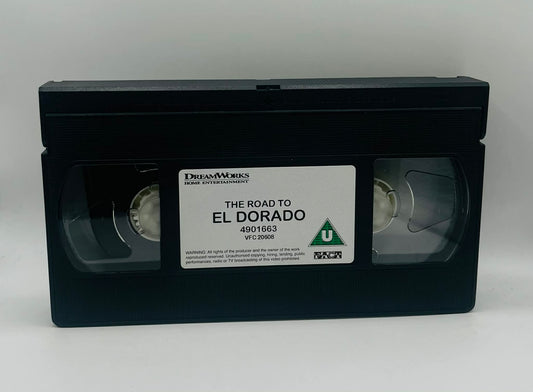 DREAMWORKS
HOME ENTERTAINMENT
THE ROAD TO
EL DORADO
4901663
VFC 20608
U
WARNING: All rights of the producer and the owner of the work
reproduced reserved. Unauthorised copying, hiring, lending, public
performances, radio or TV broadcasting of this video prohibited.